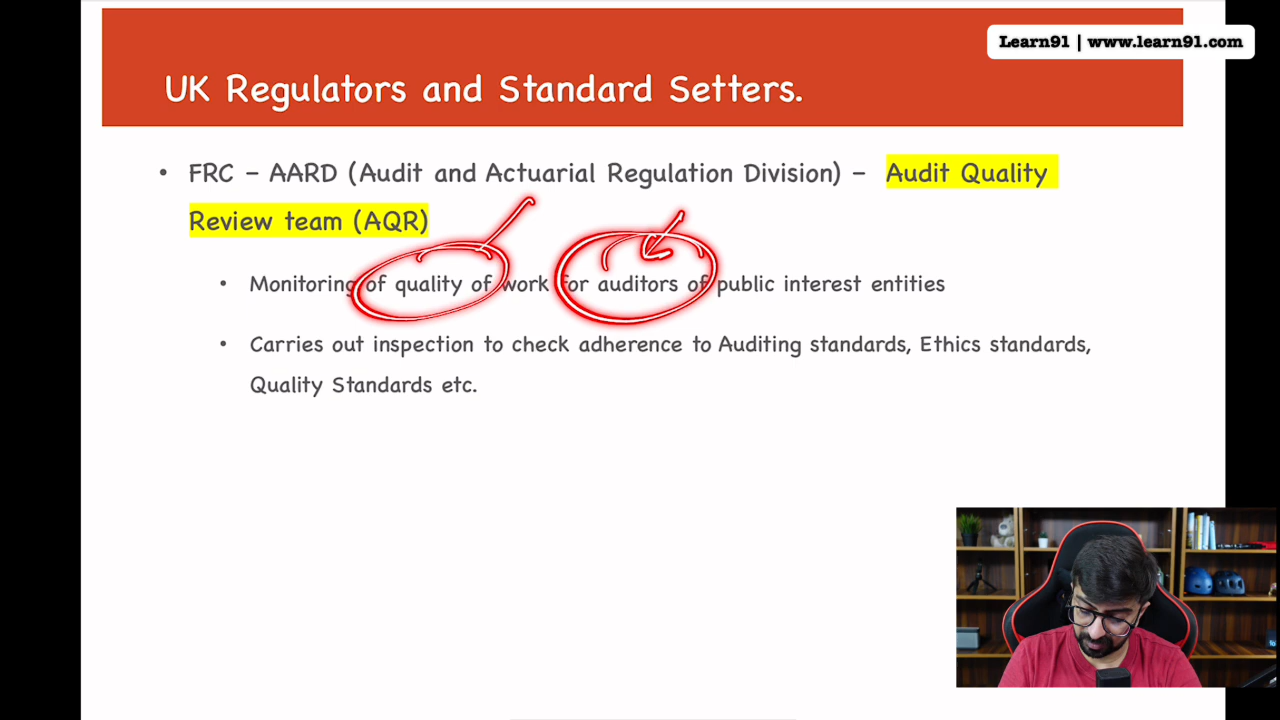 Learn91 | www.learn91.com
UK Regulators and Standard Setters.
• FRC – AARD (Audit and Actuarial Regulation Division) – Audit Quality
Review team (AQR)
• Monitoring of quality of work for auditors of public interest entities
• Carries out inspection to check adherence to Auditing standards, Ethics standards,
Quality Standards etc.